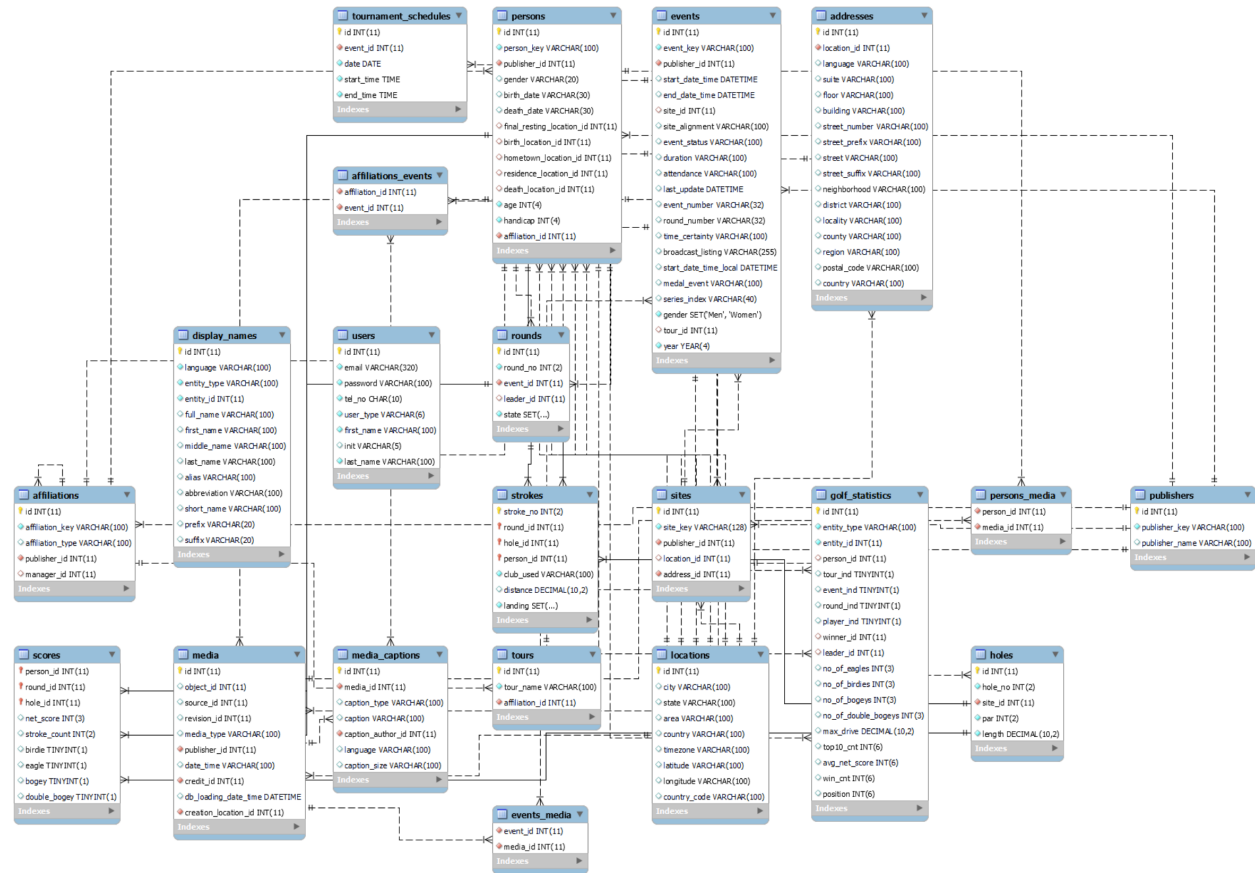 tournament_schedules
id INT(11)
event_id INT(11)
date DATE
start_time TIME
end_time TIME
Indexes
persons
id INT(11)
person_key VARCHAR(100)
publisher_id INT(11)
gender VARCHAR(20)
birth_date VARCHAR(30)
death_date VARCHAR(30)
final_resting_location_id INT(11)
birth_location_id INT(11)
hometown_location_id INT(11)
residence_location_id INT(11)
death_location_id INT(11)
age INT(4)
handicap INT(4)
affiliation_id INT(11)
Indexes
events
id INT(11)
event_key VARCHAR(100)
publisher_id INT(11)
start_date_time DATETIME
end_date_time DATETIME
site_id INT(11)
site_alignment VARCHAR(100)
event_status VARCHAR(100)
duration VARCHAR(100)
attendance VARCHAR(100)
last_update DATETIME
event_number VARCHAR(32)
round_number VARCHAR(32)
time_certainty VARCHAR(100)
broadcast_listing VARCHAR(255)
start_date_time_local DATETIME
medal_event VARCHAR(100)
series_index VARCHAR(40)
gender SET('Men', 'Women')
tour_id INT(11)
year YEAR(4)
Indexes
addresses
id INT(11)
location_id INT(11)
language VARCHAR(100)
suite VARCHAR(100)
floor VARCHAR(100)
building VARCHAR(100)
street_number VARCHAR(100)
street_prefix VARCHAR(100)
street VARCHAR(100)
street_suffix VARCHAR(100)
neighborhood VARCHAR(100)
district VARCHAR(100)
locality VARCHAR(100)
county VARCHAR(100)
region VARCHAR(100)
postal_code VARCHAR(100)
country VARCHAR(100)
Indexes
affiliations_events
affiliation_id INT(11)
event_id INT(11)
Indexes
display_names
id INT(11)
language VARCHAR(100)
entity_type VARCHAR(100)
entity_id INT(11)
full_name VARCHAR(100)
first_name VARCHAR(100)
middle_name VARCHAR(100)
last_name VARCHAR(100)
alias VARCHAR(100)
abbreviation VARCHAR(100)
short_name VARCHAR(100)
prefix VARCHAR(20)
suffix VARCHAR(20)
Indexes
users
id INT(11)
email VARCHAR(320)
password VARCHAR(100)
tel_no CHAR(10)
user_type VARCHAR(6)
first_name VARCHAR(100)
init VARCHAR(5)
last_name VARCHAR(100)
Indexes
rounds
id INT(11)
round_no INT(2)
event_id INT(11)
leader_id INT(11)
state SET(...)
Indexes
affiliations
id INT(11)
affiliation_key VARCHAR(100)
affiliation_type VARCHAR(100)
publisher_id INT(11)
manager_id INT(11)
Indexes
strokes
stroke_no INT(2)
round_id INT(11)
hole_id INT(11)
person_id INT(11)
club_used VARCHAR(100)
distance DECIMAL(10,2)
landing SET(...)
Indexes
sites
id INT(11)
site_key VARCHAR(128)
publisher_id INT(11)
location_id INT(11)
address_id INT(11)
Indexes
golf_statistics
id INT(11)
entity_type VARCHAR(100)
entity_id INT(11)
person_id INT(11)
tour_ind TINYINT(1)
event_ind TINYINT(1)
round_ind TINYINT(1)
player_ind TINYINT(1)
winner_id INT(11)
leader_id INT(11)
no_of_eagles INT(3)
no_of_birdies INT(3)
no_of_bogeys INT(3)
no_of_double_bogeys INT(3)
max_drive DECIMAL(10,2)
top10_cnt INT(6)
avg_net_score INT(6)
win_cnt INT(6)
position INT(6)
Indexes
persons_media
person_id INT(11)
media_id INT(11)
Indexes
publishers
id INT(11)
publisher_key VARCHAR(100)
publisher_name VARCHAR(100)
Indexes
scores
person_id INT(11)
round_id INT(11)
hole_id INT(11)
net_score INT(3)
stroke_count INT(2)
birdie TINYINT(1)
eagle TINYINT(1)
bogey TINYINT(1)
double_bogey TINYINT(1)
Indexes
media
id INT(11)
object_id INT(11)
source_id INT(11)
revision_id INT(11)
media_type VARCHAR(100)
publisher_id INT(11)
date_time VARCHAR(100)
credit_id INT(11)
db_loading_date_time DATETIME
creation_location_id INT(11)
Indexes
media_captions
id INT(11)
media_id INT(11)
caption_type VARCHAR(100)
caption VARCHAR(100)
caption_author_id INT(11)
language VARCHAR(100)
caption_size VARCHAR(100)
Indexes
tours
id INT(11)
tour_name VARCHAR(100)
affiliation_id INT(11)
Indexes
locations
id INT(11)
city VARCHAR(100)
state VARCHAR(100)
area VARCHAR(100)
country VARCHAR(100)
timezone VARCHAR(100)
latitude VARCHAR(100)
longitude VARCHAR(100)
country_code VARCHAR(100)
Indexes
holes
id INT(11)
hole_no INT(2)
site_id INT(11)
par INT(2)
length DECIMAL(10,2)
Indexes
events_media
event_id INT(11)
media_id INT(11)
Indexes